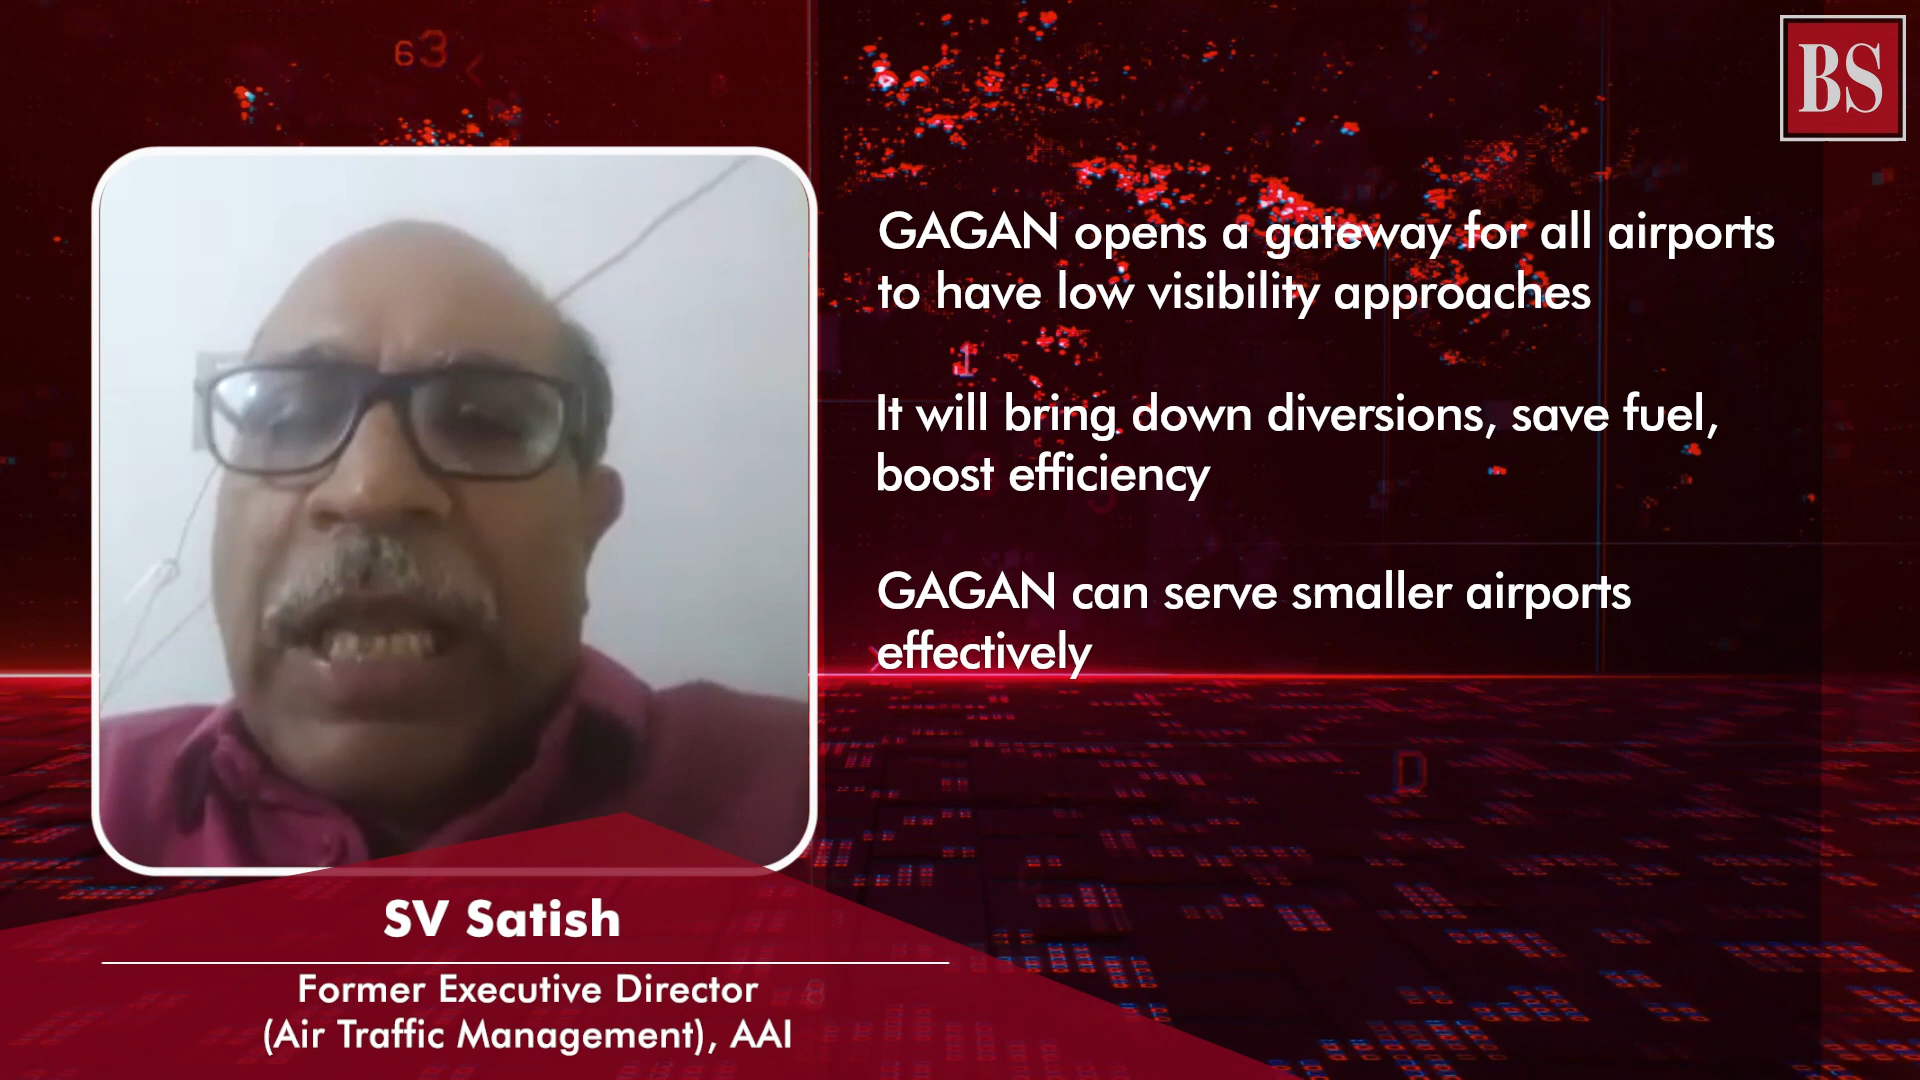 63
BS
GAGAN opens a gateway for all airports
to have low visibility approaches
It will bring down diversions, save fuel,
boost efficiency
GAGAN can serve smaller airports
effectively
SV Satish
Former Executive Director
(Air Traffic Management), AAI